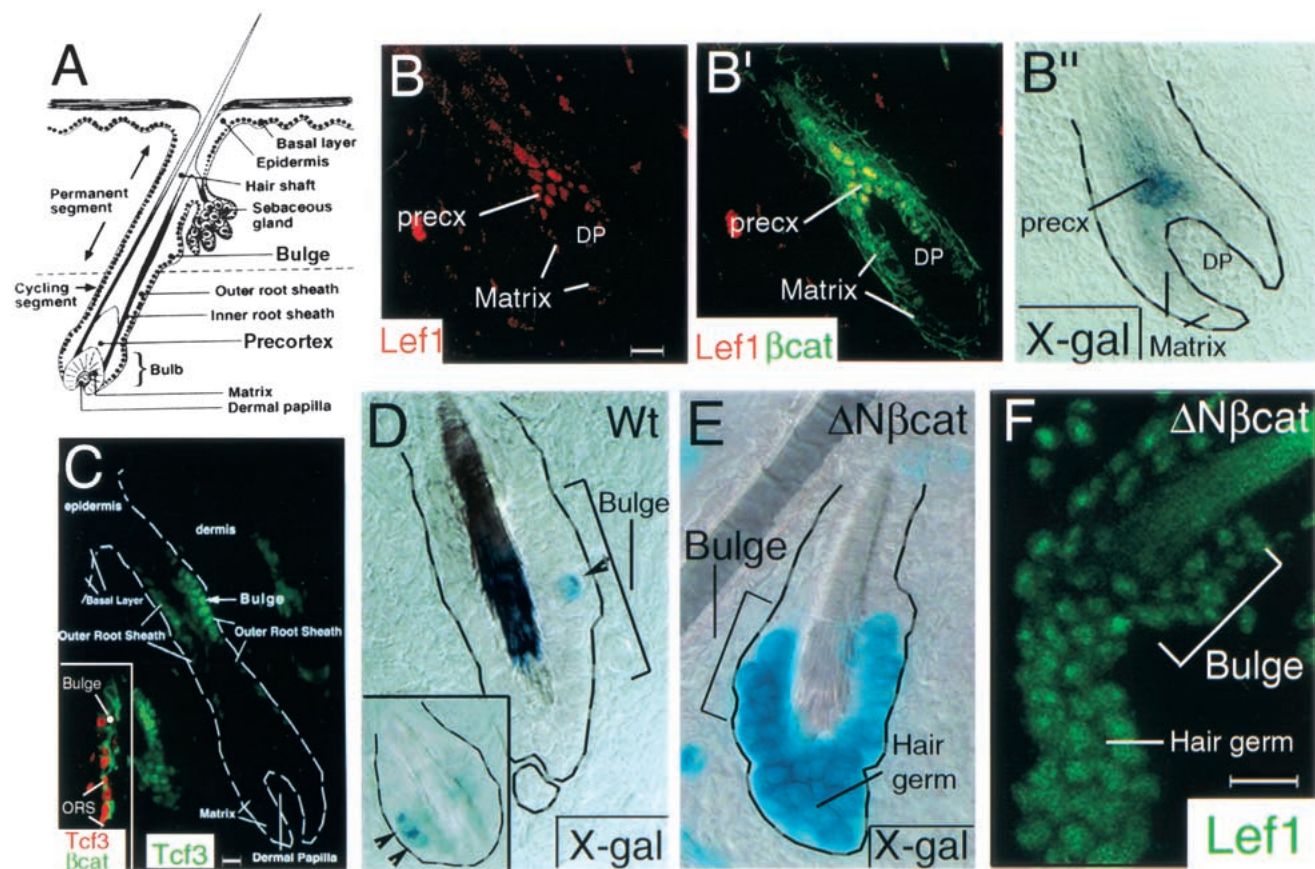 A
Basal layer
Epidermis
Hair shaft
Permanent
segment
Sebaceous
gland
Bulge
Cycling
segment
Outer root sheath
Inner root sheath
Precortex
Bulb
Matrix
Dermal papilla
B
precx
DP
Matrix
Lef1
B'
precx
DP
Matrix
Lef1 βcat
B"
precx
DP
X-gal
Matrix
C
epidermis
dermis
Basal Layer
Bulge
Outer Root Sheath
Outer Root Sheath
Bulge
ORS
Matrix
Tcf3
βcat
Tcf3
Dermal Papilla
D
Wt
Bulge
X-gal
E
ΔNβcat
Bulge
Hair
germ
X-gal
F
ΔNβcat
Bulge
Hair germ
Lef1